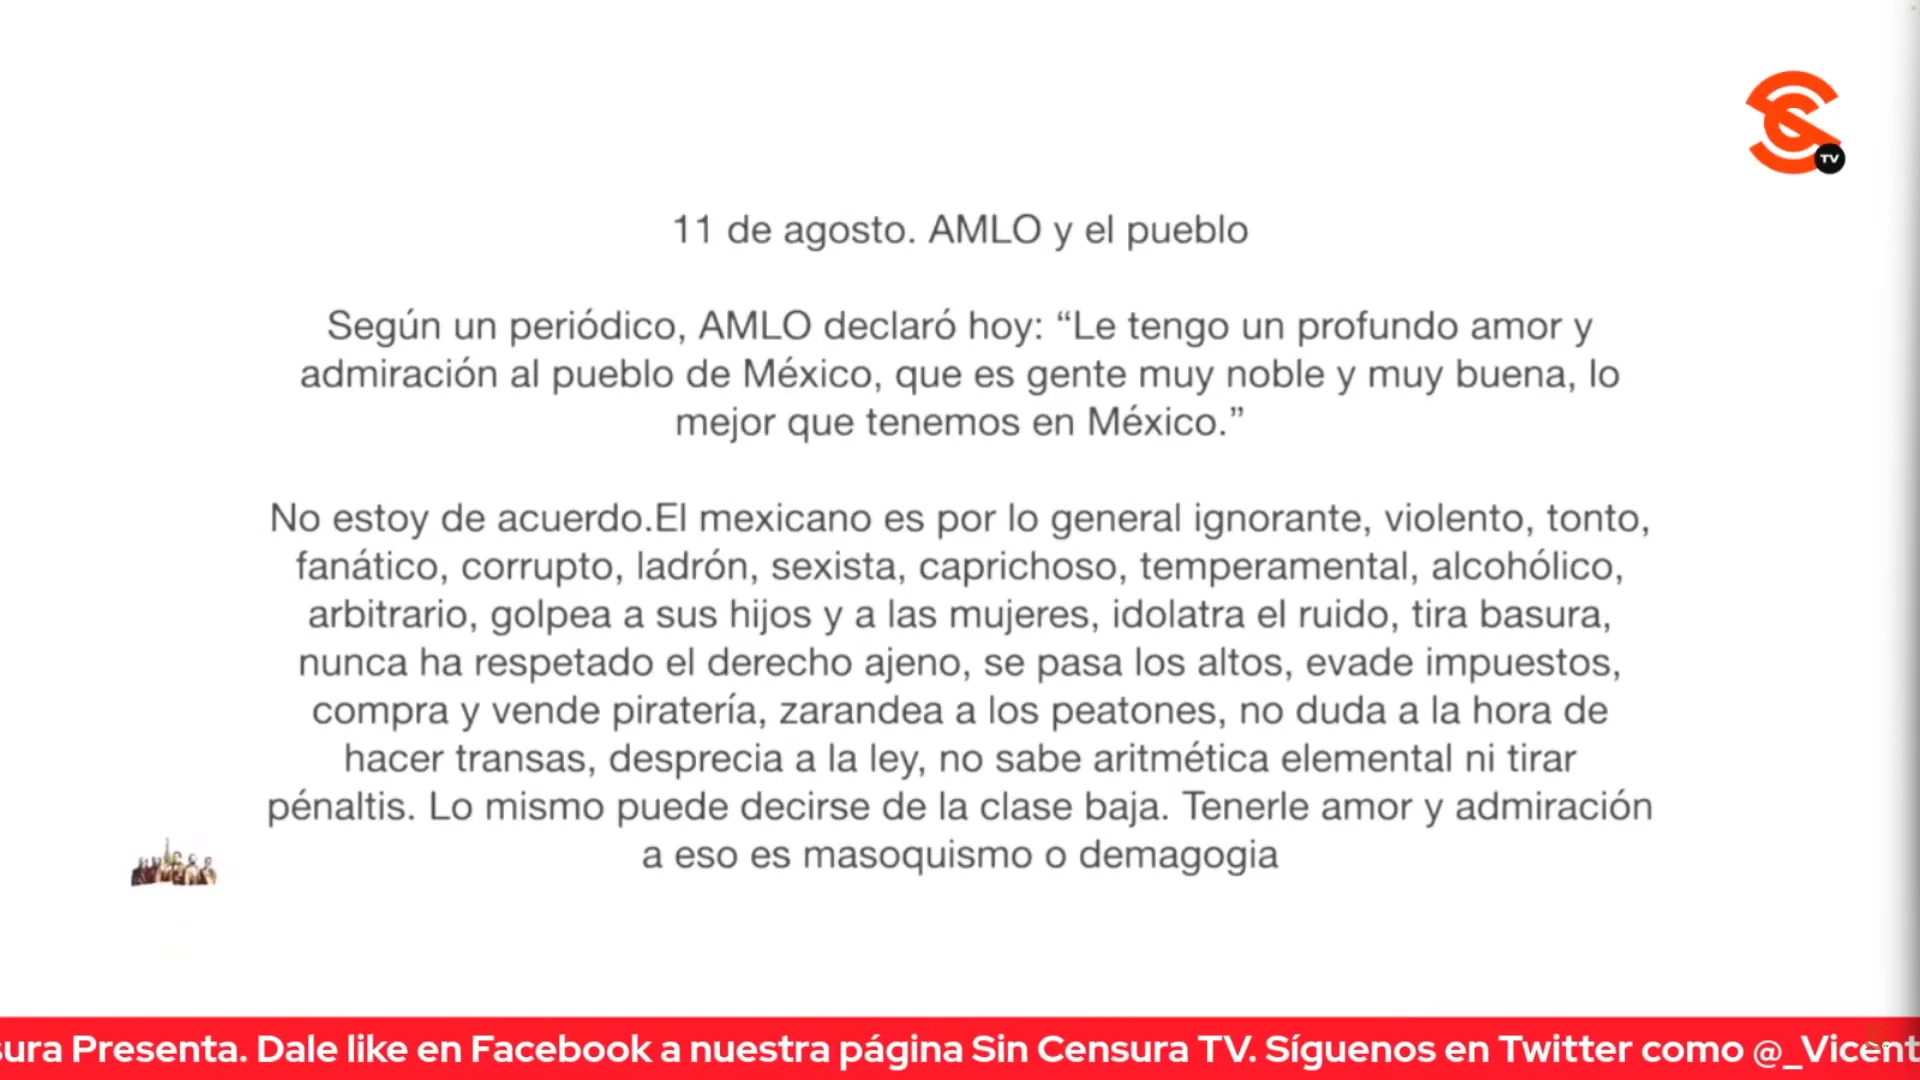 TV
11 de agosto. AMLO y el pueblo
Según un periódico, AMLO declaró hoy: “Le tengo un profundo amor y
admiración al pueblo de México, que es gente muy noble y muy buena, lo
mejor que tenemos en México.”
No estoy de acuerdo.El mexicano es por lo general ignorante, violento, tonto,
fanático, corrupto, ladrón, sexista, caprichoso, temperamental, alcohólico,
arbitrario, golpea a sus hijos y a las mujeres, idolatra el ruido, tira basura,
nunca ha respetado el derecho ajeno, se pasa los altos, evade impuestos,
compra y vende piratería, zarandea a los peatones, no duda a la hora de
hacer transas, desprecia a la ley, no sabe aritmética elemental ni tirar
pénaltis. Lo mismo puede decirse de la clase baja. Tenerle amor y admiración
a eso es masoquismo o demagogia
sura Presenta. Dale like en Facebook a nuestra página Sin Censura TV. Síguenos en Twitter como @_Vicent